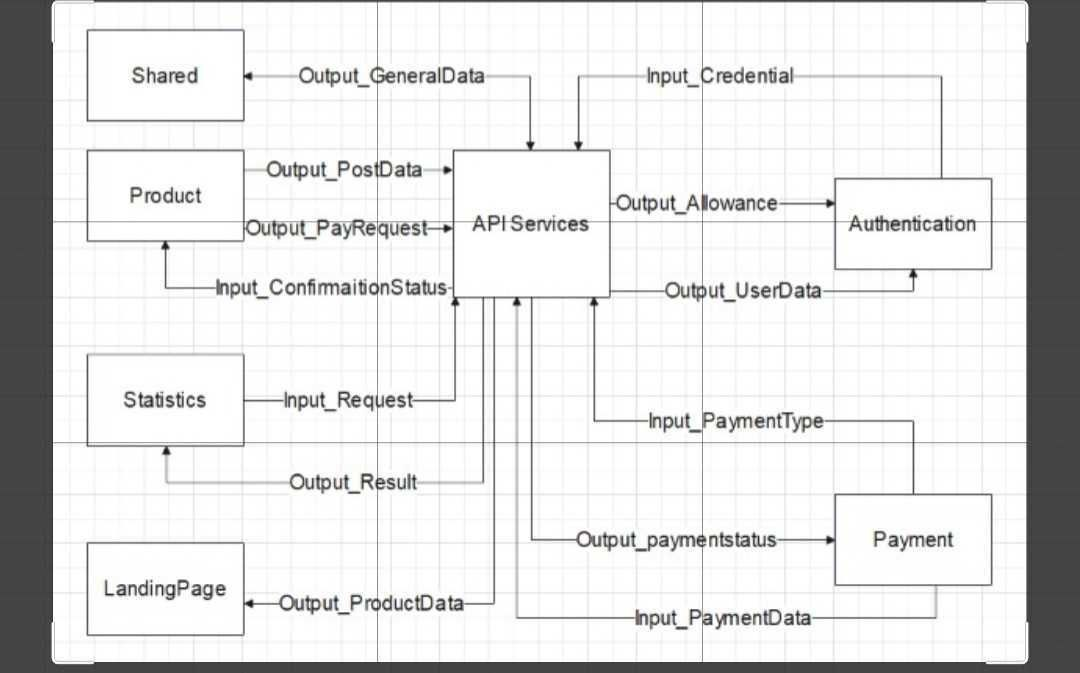 Shared
Output_GeneralData
Input_Credential
Product
Output_PostData
Output_PayRequest
Input_ConfirmaitionStatus
API Services
Output_Allowance
Authentication
Output_UserData
Statistics
Input_Request
Input_PaymentType
Output_Result
Output_paymentstatus
Payment
LandingPage
Output_ProductData
Input_PaymentData